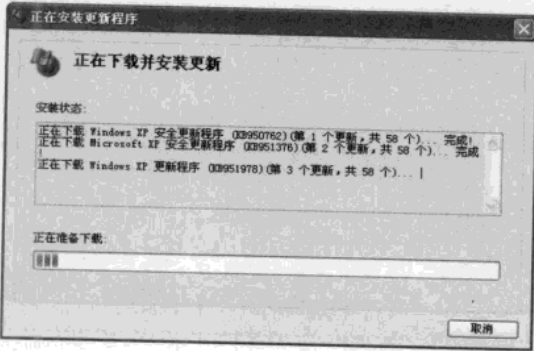 正在安装更新程序
正在下载并安装更新
安装状态:
正在下载 Windows XP 安全更新程序 (KB950762)(第 1 个更新,共 58 个)... 完成!
正在下载 Microsoft XP 安全更新程序 (KB951376)(第 2 个更新,共 58 个)... 完成
!
正在下载 Windows XP 更新程序 (KB951978)(第 3 个更新,共 58 个)...
正在准备下载:
取消